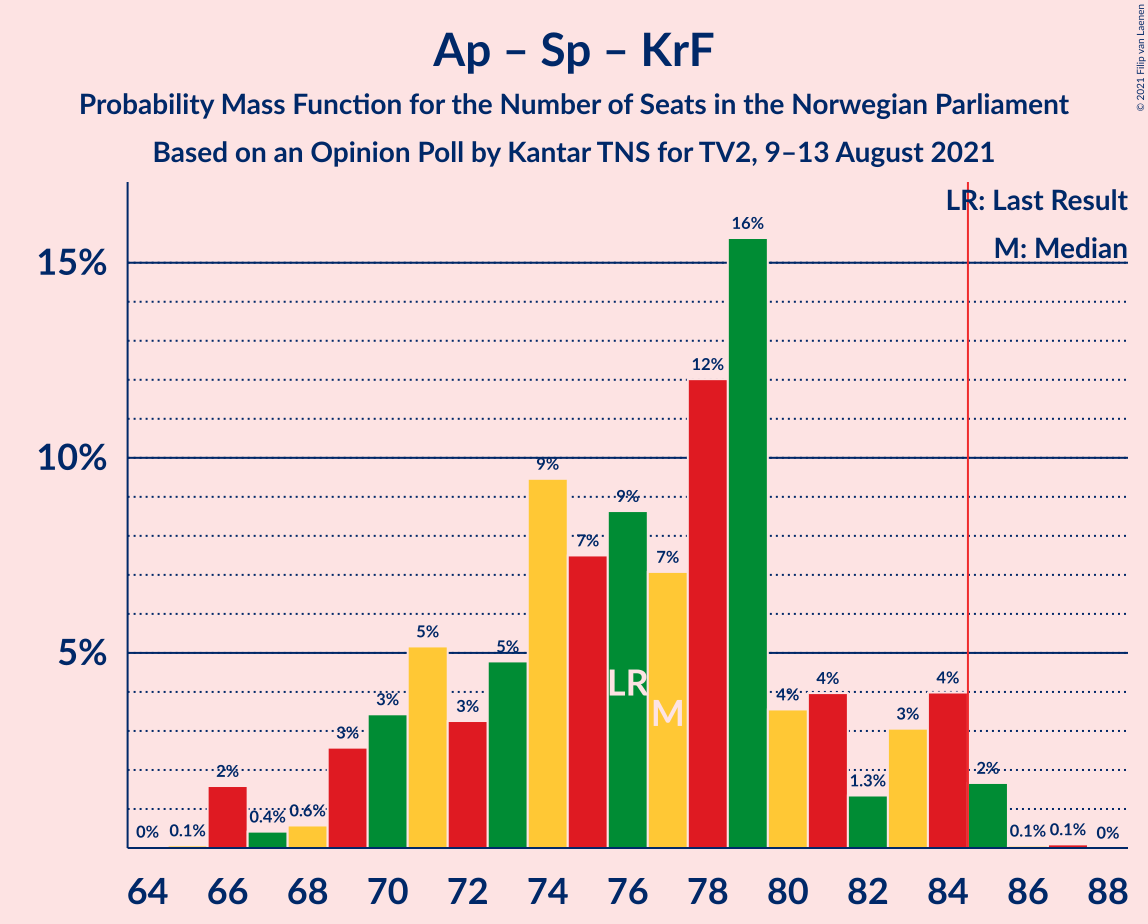 Ap – Sp – KrF
Probability Mass Function for the Number of Seats in the Norwegian Parliament
Based on an Opinion Poll by Kantar TNS for TV2, 9–13 August 2021
© 2021 Filip van Laenen
LR: Last Result
M: Median
15%
10%
5%
0% 0.1% 2% 0.4% 0.6% 3% 3% 5% 3% 5% 9% 7% 9% 7% 12% 16% 4% 4% 1.3% 3% 4% 2% 0.1% 0.1% 0%
LR
M
64 66 68 70 72 74 76 78 80 82 84 86 88